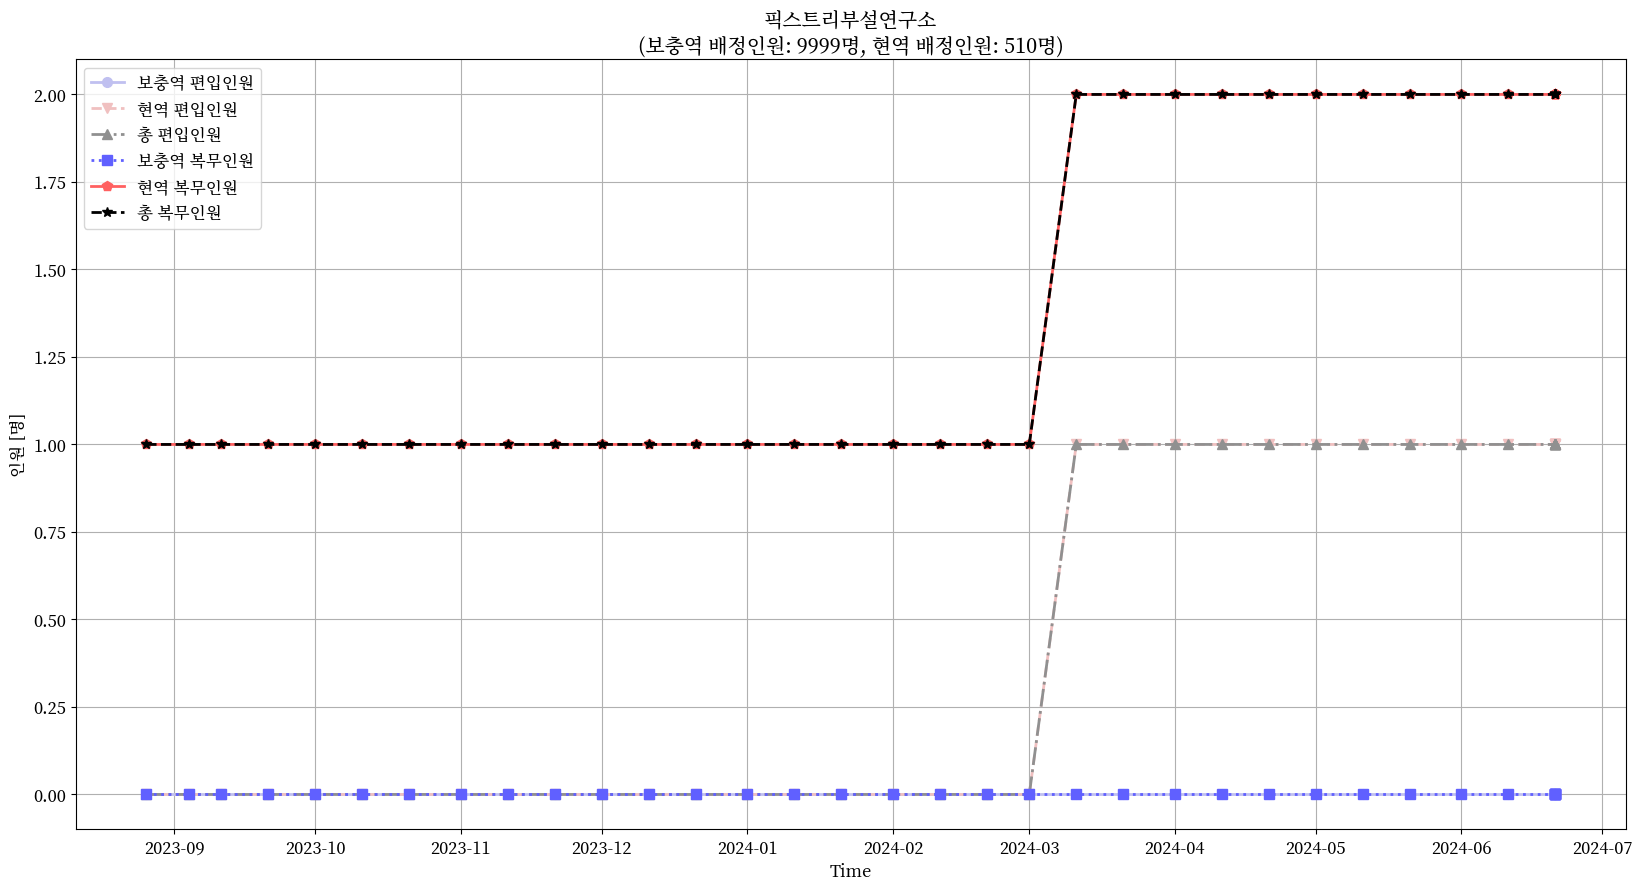 픽스트리부설연구소
(보충역 배정인원: 9999명, 현역 배정인원: 510명)
보충역 편입인원
현역 편입인원
총 편입인원
보충역 복무인원
현역 복무인원
총 복무인원
인원 [명]
2.00
1.75
1.50
1.25
1.00
0.75
0.50
0.25
0.00
2023-09 2023-10 2023-11 2023-12 2024-01 2024-02 2024-03 2024-04 2024-05 2024-06 2024-07
Time